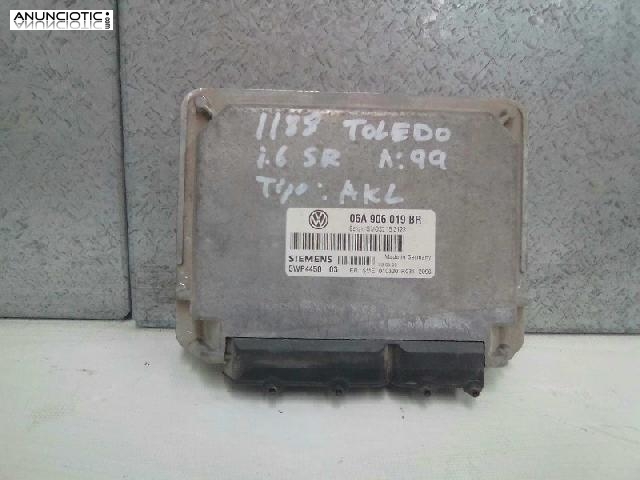 ANUNCIOTIC.com
1188 TOLEDO
1.6 SR A:99
Tipo: AKL
06A 906 019 BR
SIEMENS
Made in Germany
5WP4450 03